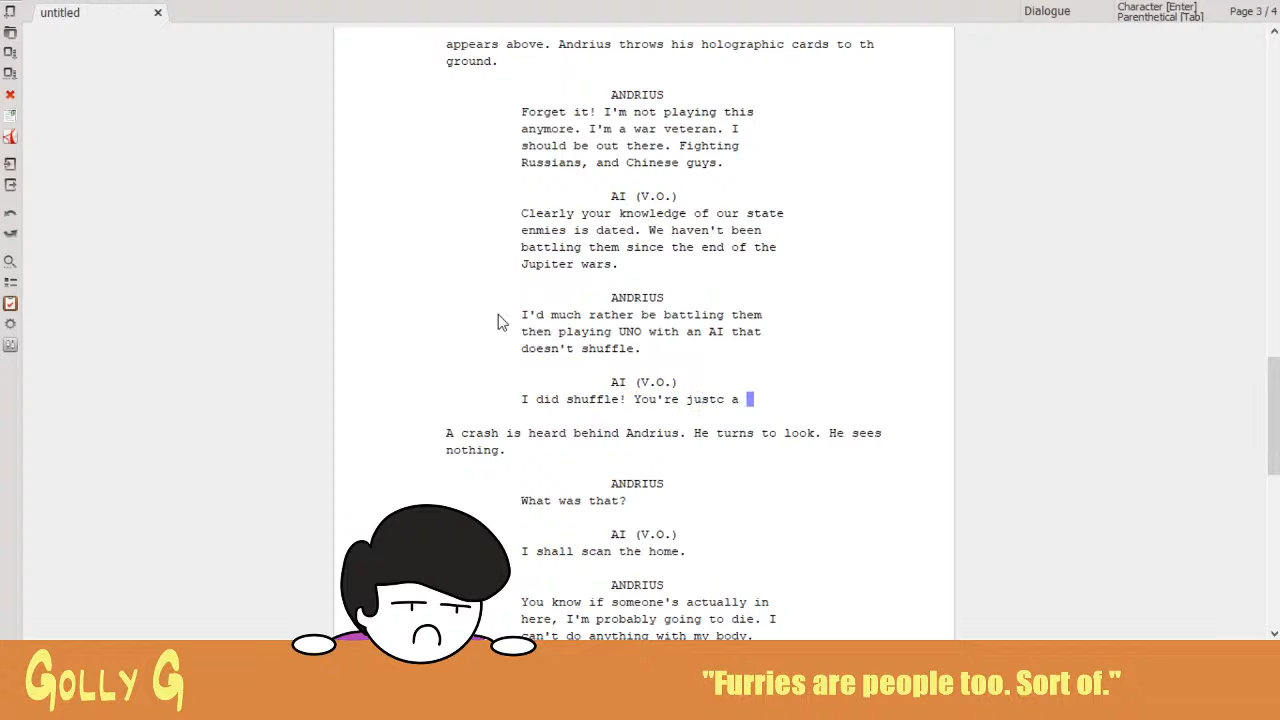 untitled
Dialogue
Character [Enter]
Parenthetical [Tab]
Page 3 / 4
appears above. Andrius throws his holographic cards to th
ground.
ANDRIUS
Forget it! I'm not playing this
anymore. I'm a war veteran. I
should be out there. Fighting
Russians, and Chinese guys.
AI (V.O.)
Clearly your knowledge of our state
enmies is dated. We haven't been
battling them since the end of the
Jupiter wars.
ANDRIUS
I'd much rather be battling them
then playing UNO with an AI that
doesn't shuffle.
AI (V.O.)
I did shuffle! You're justc a
A crash is heard behind Andrius. He turns to look. He sees
nothing.
ANDRIUS
What was that?
AI (V.O.)
I shall scan the home.
ANDRIUS
You know if someone's actually in
here, I'm probably going to die. I
can't do anything with my body.
GOLLY G
"Furries are people too. Sort of."